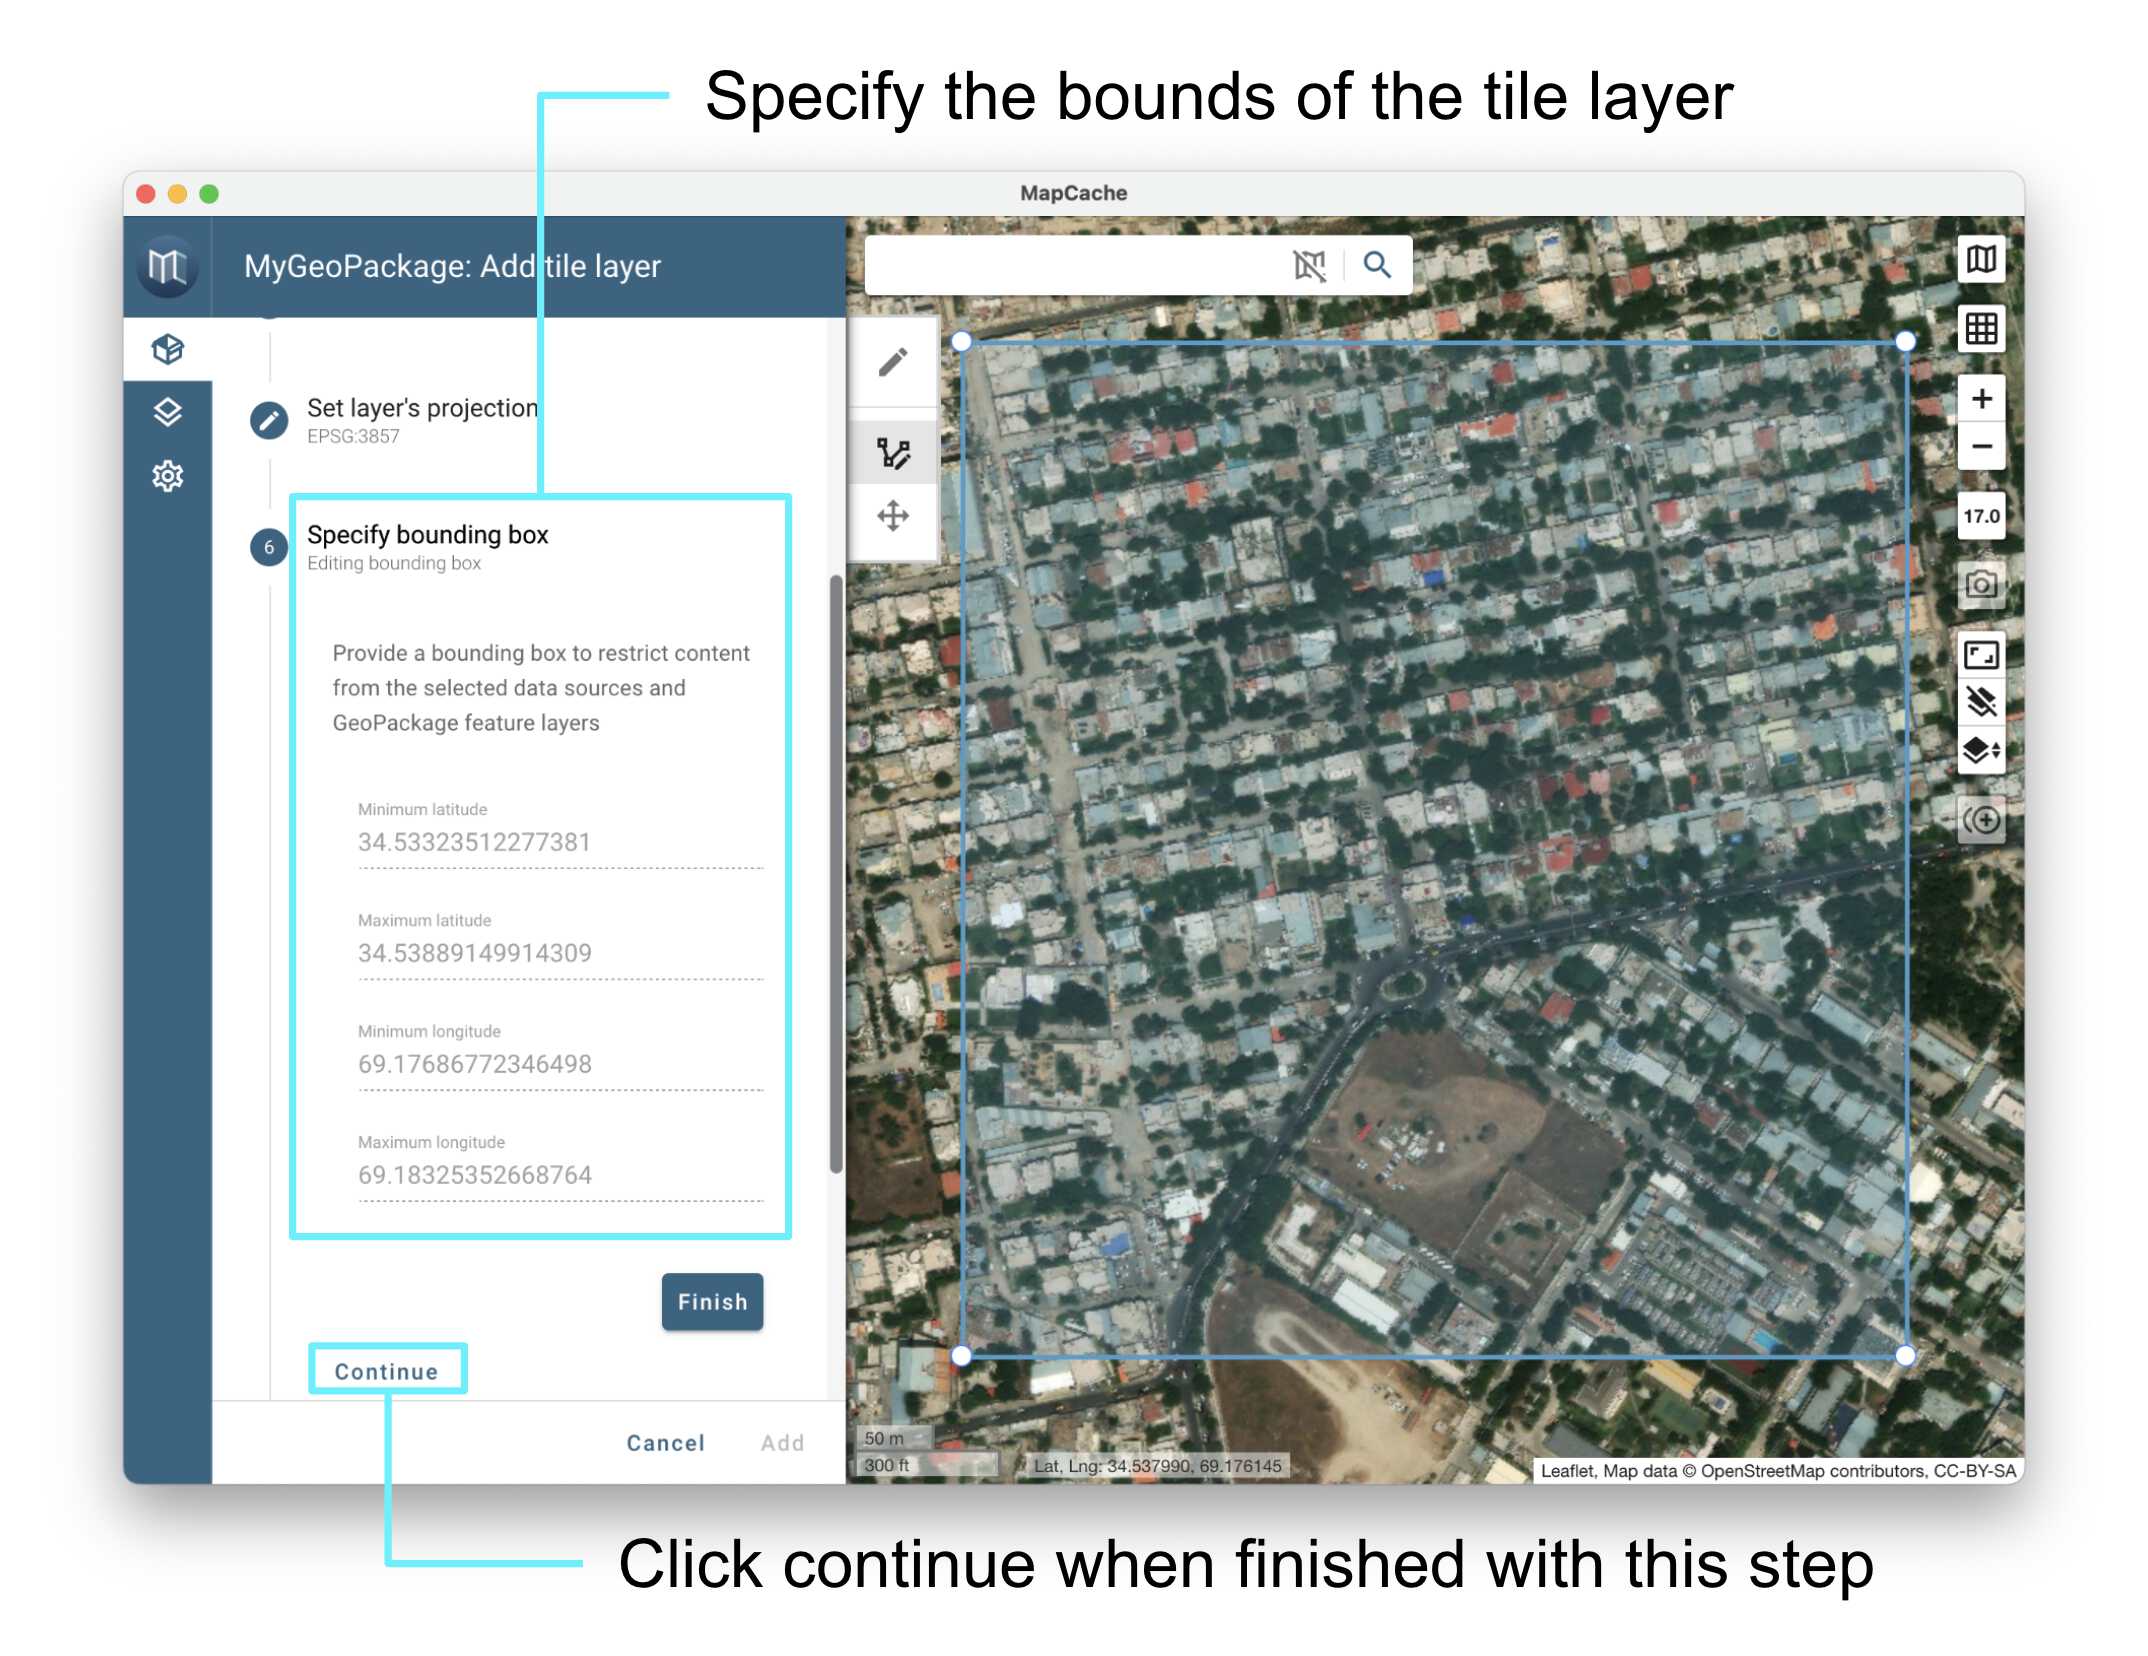 Specify the bounds of the tile layer
MapCache
MyGeoPackage: Add tile layer
Set layer's projection
EPSG:3857
6
Specify bounding box
Editing bounding box
Provide a bounding box to restrict content
from the selected data sources and
GeoPackage feature layers
Minimum latitude
34.53323512277381
Maximum latitude
34.53889149914309
Minimum longitude
69.17686772346498
Maximum longitude
69.18325352668764
Finish
Continue
Cancel
Add
17.0
50 m
300 ft
Lat, Lng: 34.537990, 69.176145
Leaflet, Map data © OpenStreetMap contributors, CC-BY-SA
Click continue when finished with this step